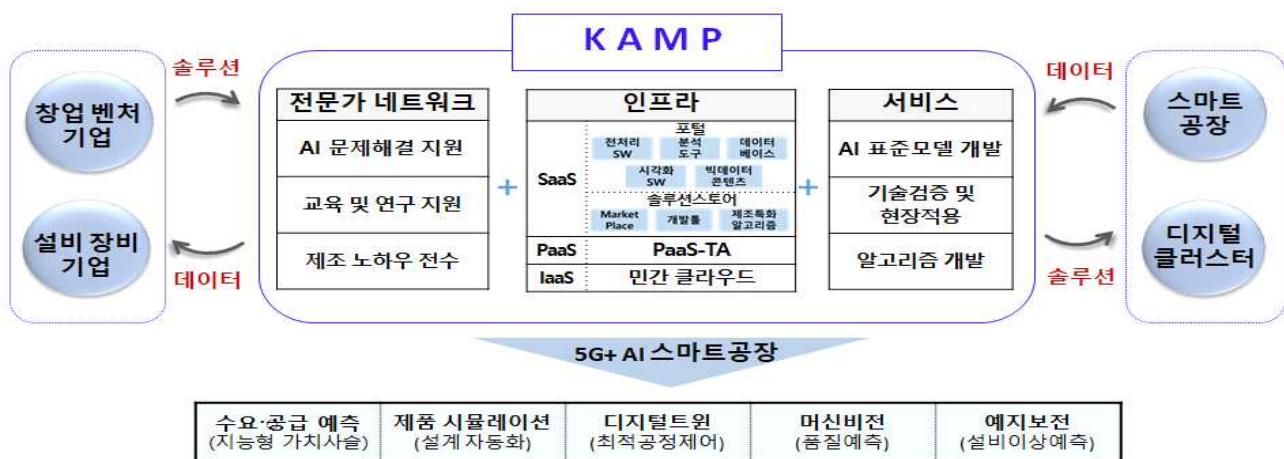 K A M P
솔루션
창업 벤처
기업
설비 장비
기업
데이터
전문가 네트워크
AI 문제해결 지원
교육 및 연구 지원
제조 노하우 전수
+
인프라
SaaS
포털
전처리
SW
분석
도구
데이터
베이스
시각화
SW
빅데이터
콘텐츠
솔루션스토어
Market
Place
개발툴
제조특화
알고리즘
PaaS
PaaS-TA
IaaS
민간 클라우드
+
서비스
AI 표준모델 개발
기술검증 및
현장적용
알고리즘 개발
데이터
스마트
공장
디지털
클러스터
솔루션
5G+ AI 스마트공장
수요·공급 예측
(지능형 가치사슬)
제품 시뮬레이션
(설계 자동화)
디지털트윈
(최적공정제어)
머신비전
(품질예측)
예지보전
(설비이상예측)